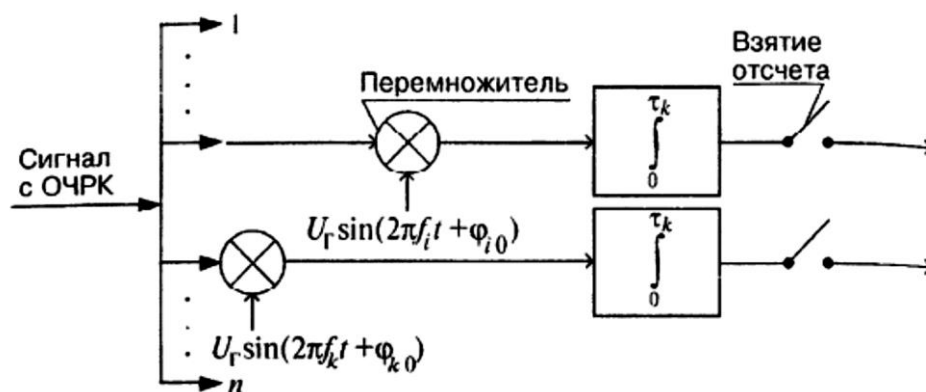 1
Взятие
отсчета
Перемножитель
τk
∫
0
Сигнал
с ОЧРК
UГ sin(2πfit + φi0)
τk
∫
0
UГ sin(2πfkt + φk0)
n